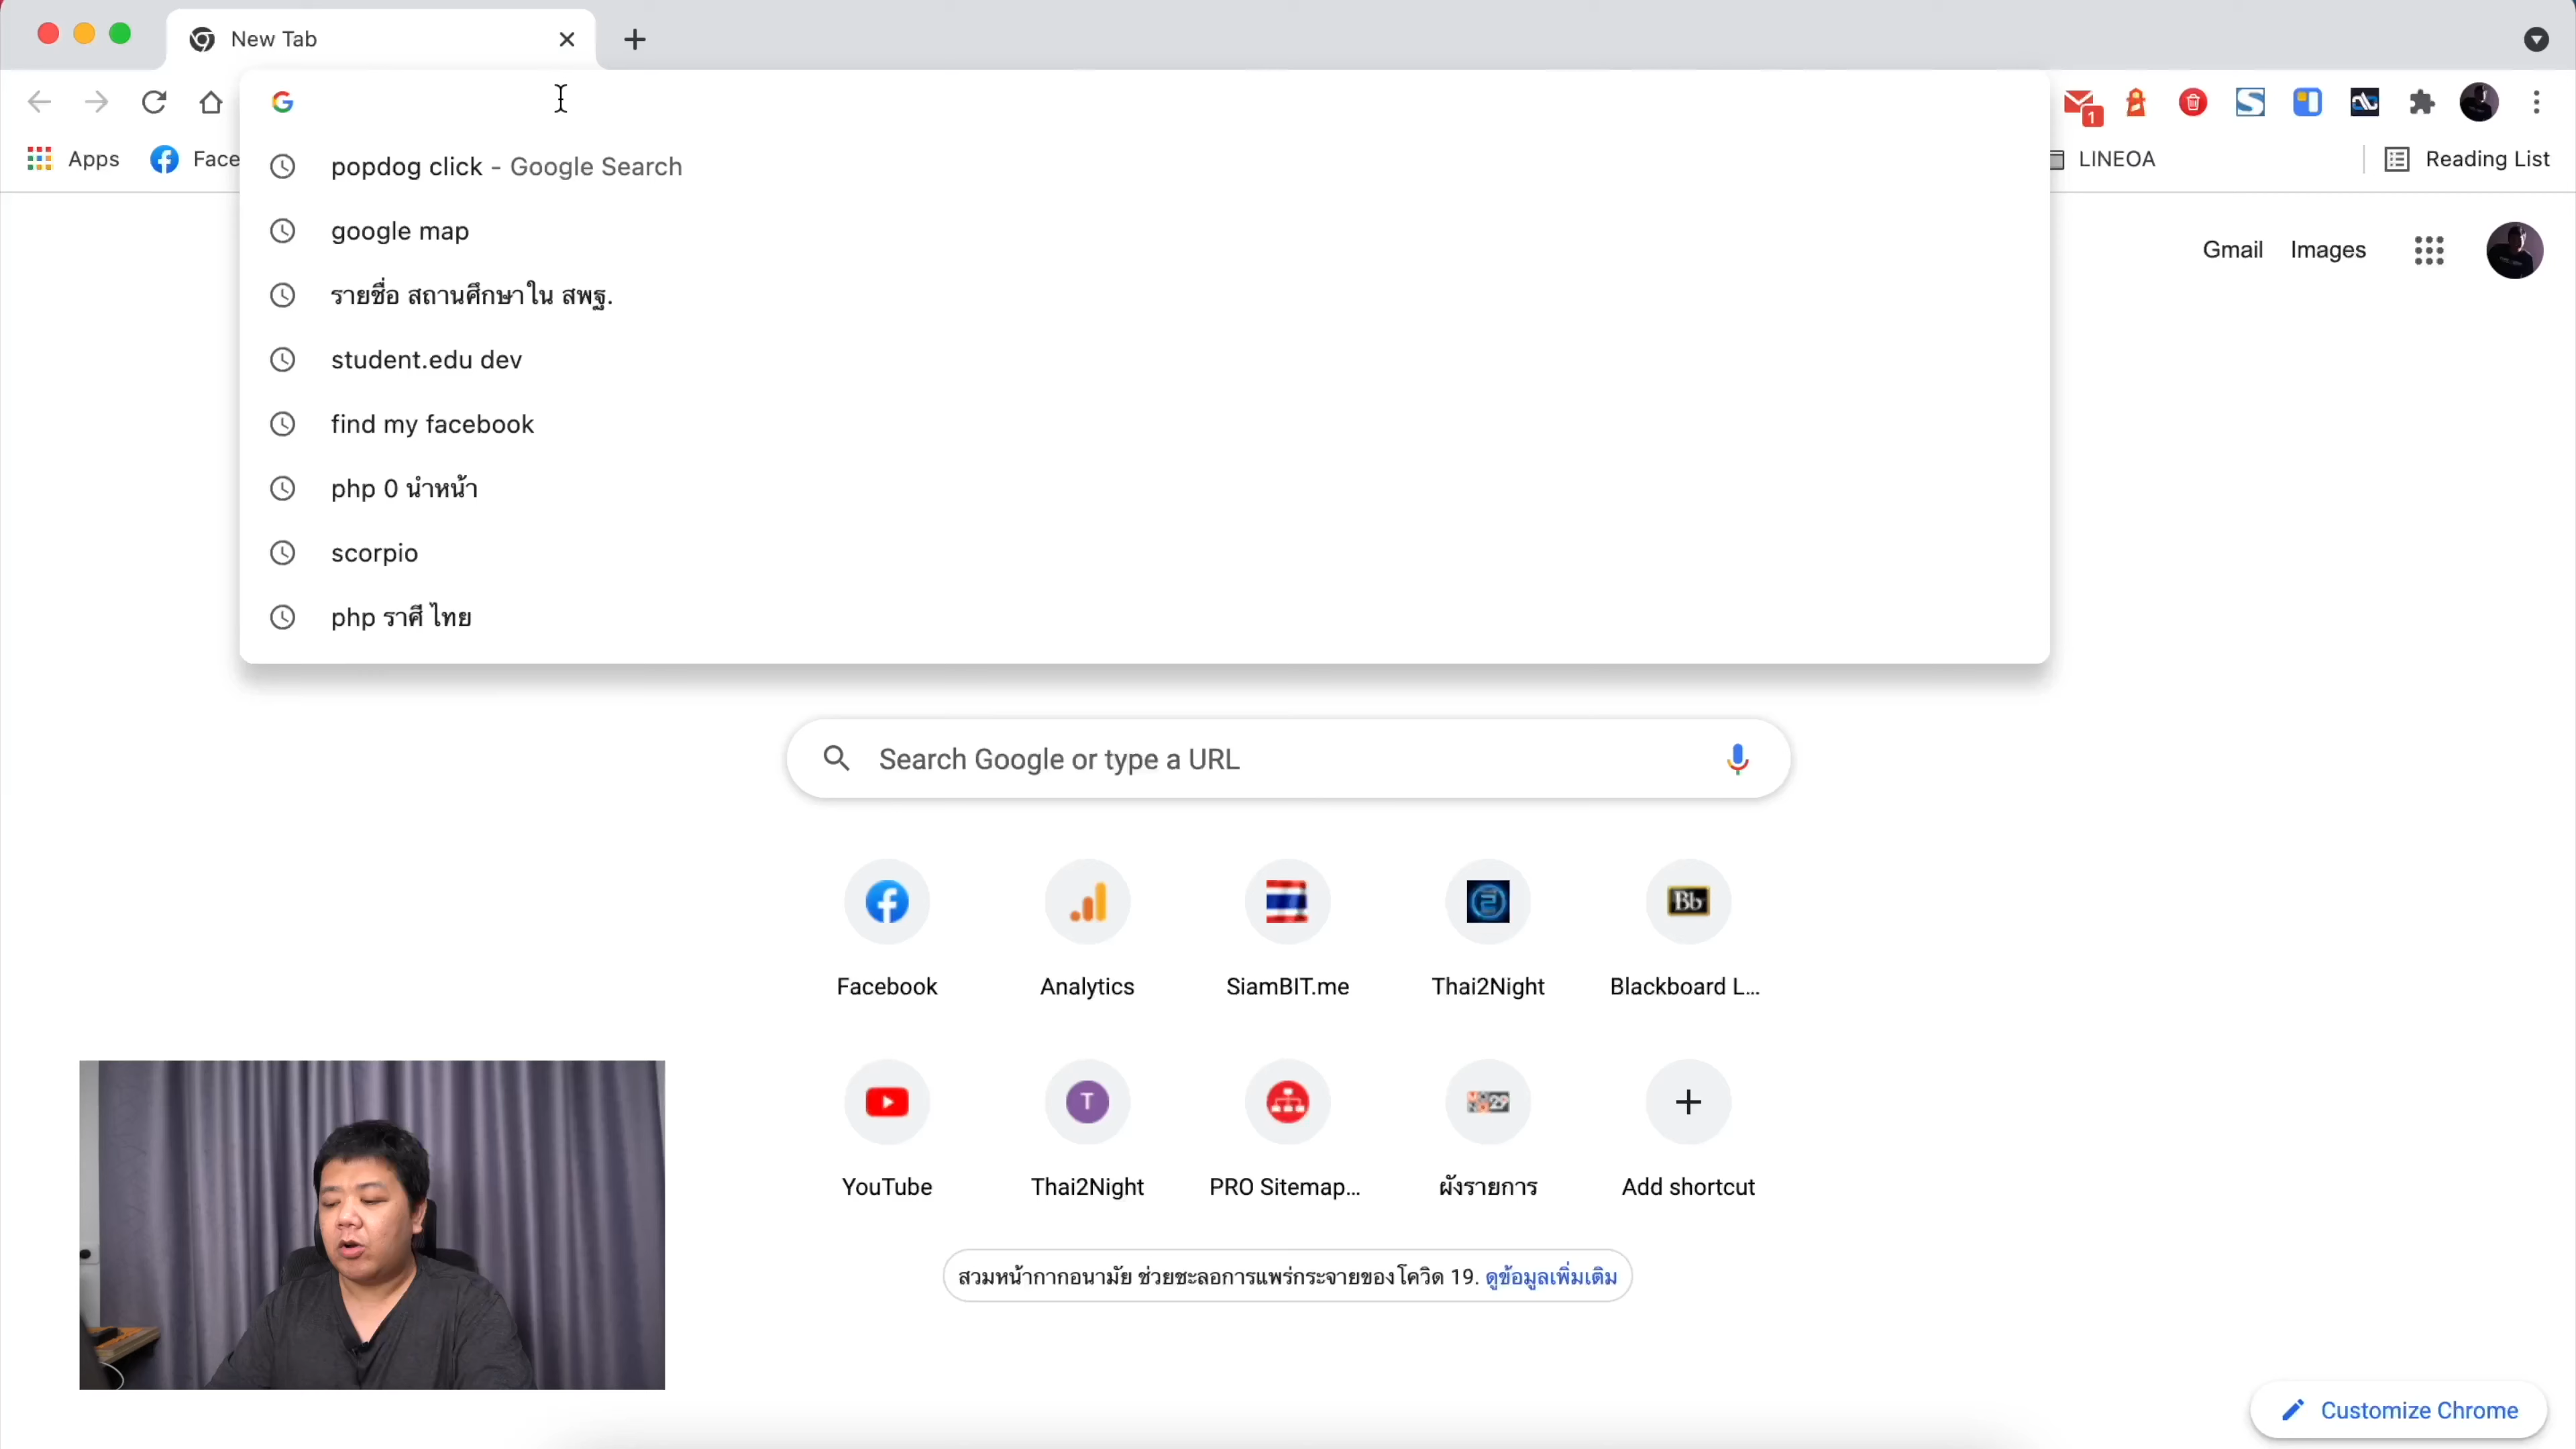 New Tab
1
Apps
Face
LINEOA
Reading List
popdog click - Google Search
google map
รายชื่อ สถานศึกษาใน สพฐ.
student.edu dev
find my facebook
php 0 นำหน้า
scorpio
php ราศี ไทย
Gmail
Images
Search Google or type a URL
Bb
Facebook
Analytics
SiamBIT.me
Thai2Night
Blackboard L...
T
YouTube
Thai2Night
PRO Sitemap...
ผังรายการ
Add shortcut
สวมหน้ากากอนามัย ช่วยชะลอการแพร่กระจายของโควิด 19. ดูข้อมูลเพิ่มเติม
Customize Chrome